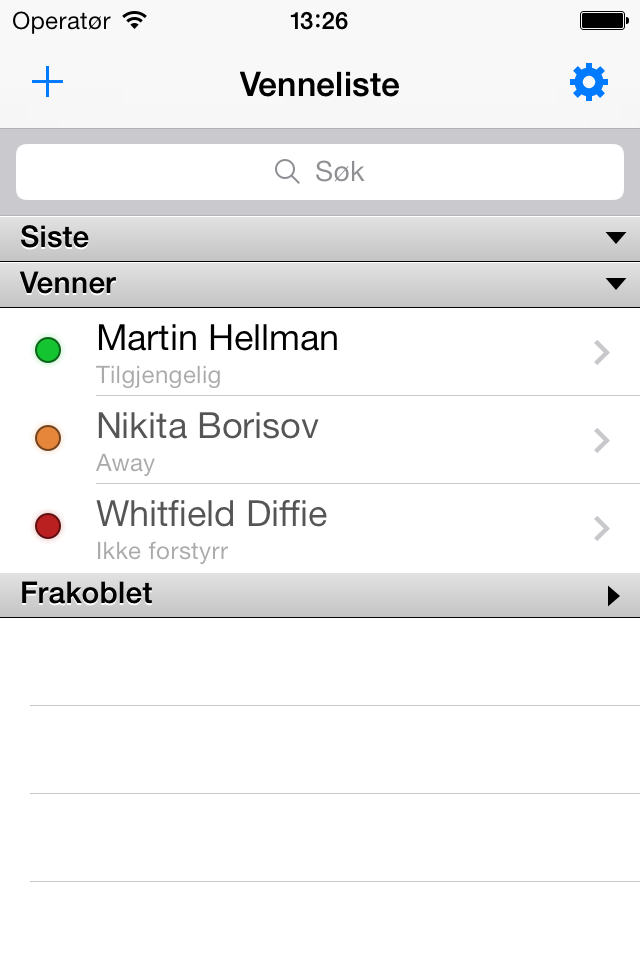 Operatør 13:26
Venneliste
Søk
Siste
Venner
Martin Hellman
Tilgjengelig
Nikita Borisov
Away
Whitfield Diffie
Ikke forstyrr
Frakoblet